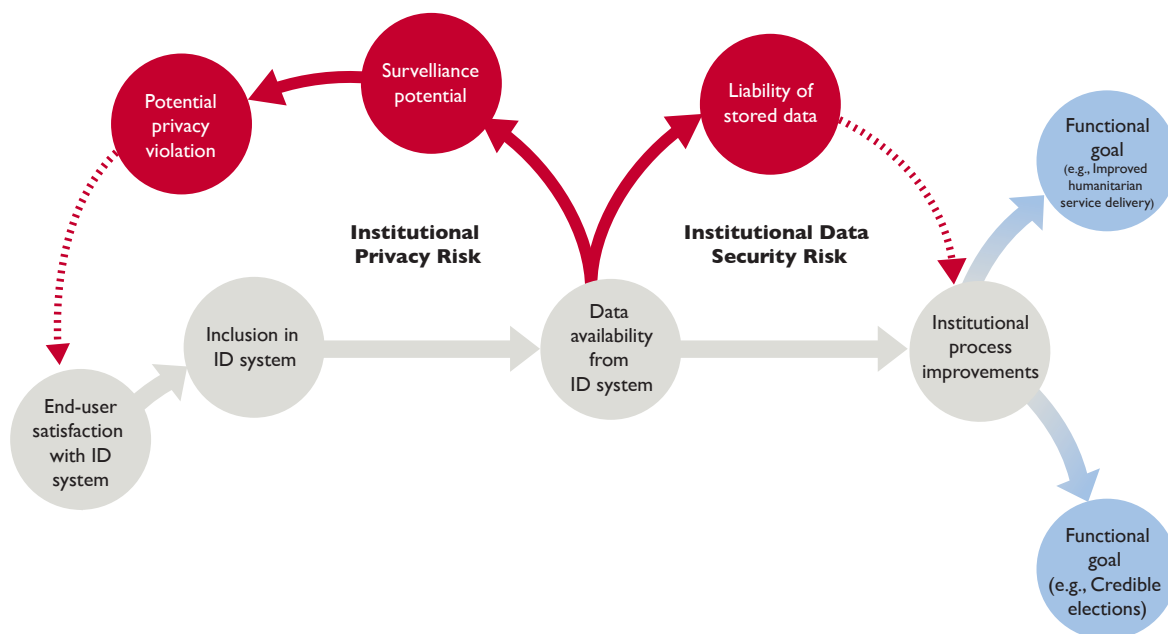 Survelliance
potential
Potential
privacy
violation
Liability of
stored data
Functional
goal
(e.g., Improved
humanitarian
service delivery)
Institutional
Privacy Risk
Institutional Data
Security Risk
Inclusion in
ID system
Data
availability
from
ID system
Institutional
process
improvements
End-user
satisfaction
with ID
system
Functional
goal
(e.g., Credible
elections)